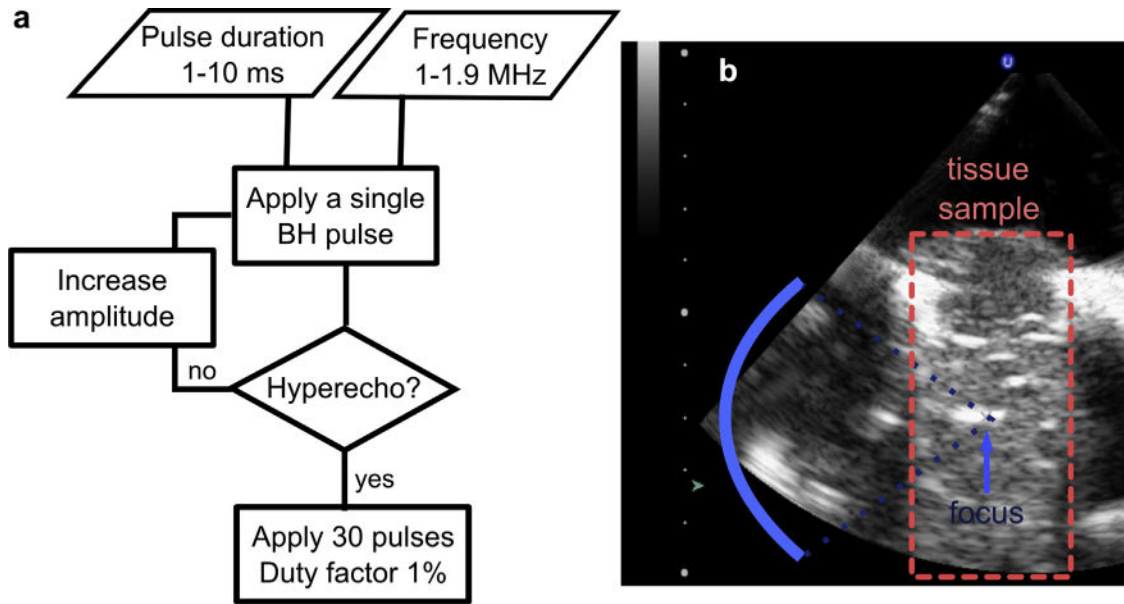 a
Pulse duration
1-10 ms
Frequency
1-1.9 MHz
Apply a single
BH pulse
Increase
amplitude
no
Hyperecho?
yes
Apply 30 pulses
Duty factor 1%
b
U
tissue
sample
focus